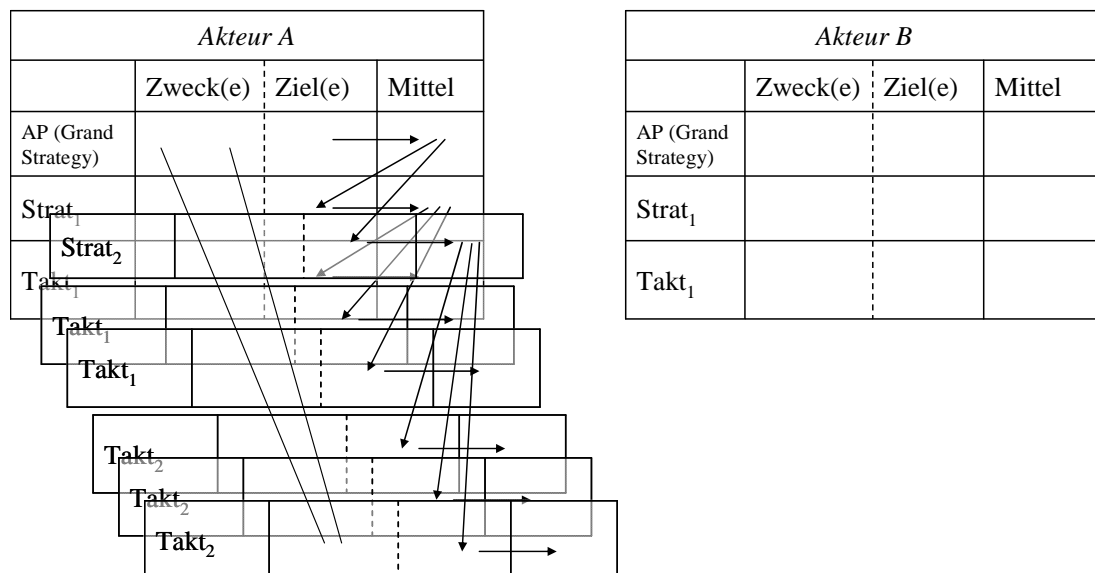 Akteur A
Zweck(e) Ziel(e) Mittel
AP (Grand
Strategy)
Strat₁
Strat₂
Takt₁
Takt₁
Takt₁
Takt₂
Takt₂
Takt₂
Akteur B
Zweck(e) Ziel(e) Mittel
AP (Grand
Strategy)
Strat₁
Takt₁